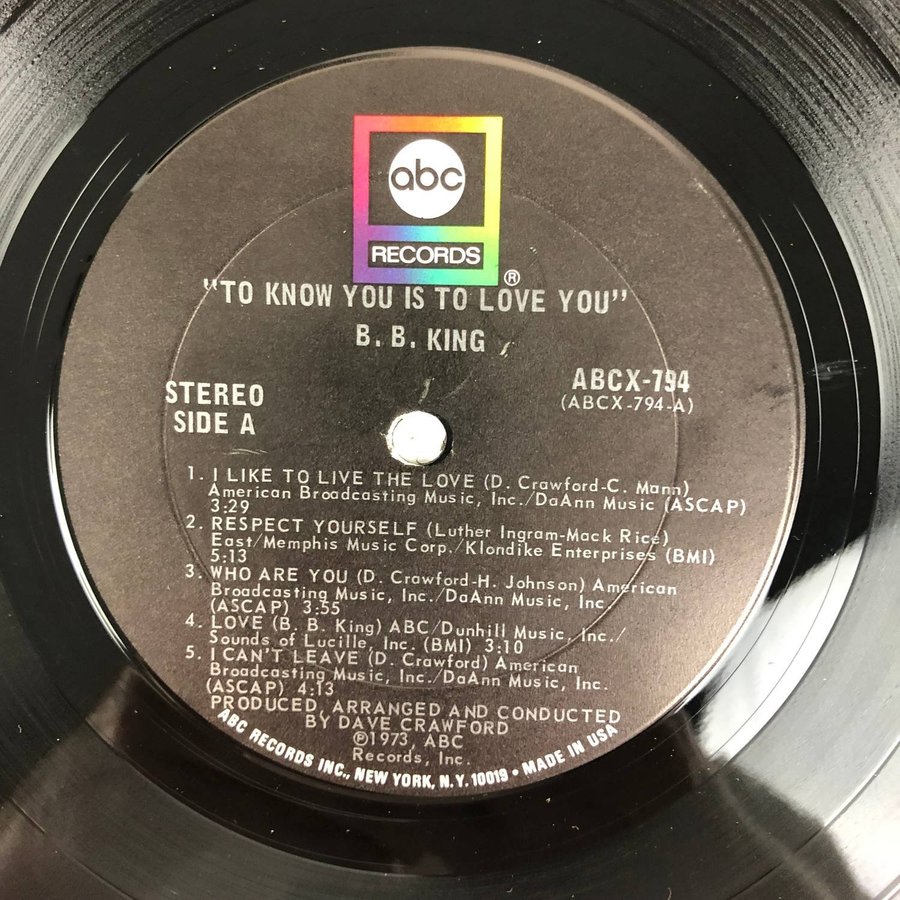 abc
RECORDS
®
"TO KNOW YOU IS TO LOVE YOU"
B. B. KING
STEREO
SIDE A
ABCX-794
(ABCX-794-A)
1. I LIKE TO LIVE THE LOVE (D. Crawford-C. Mann)
American Broadcasting Music, Inc./DaAnn Music (ASCAP)
3:29
2. RESPECT YOURSELF (Luther Ingram-Mack Rice)
East/Memphis Music Corp./Klondike Enterprises (BMI)
5:13
3. WHO ARE YOU (D. Crawford-H. Johnson) American
Broadcasting Music, Inc./DaAnn Music, Inc.
(ASCAP) 3:55
4. LOVE (B. B. King) ABC/Dunhill Music, Inc./
Sounds of Lucille, Inc. (BMI) 3:10
5. I CAN'T LEAVE (D. Crawford) American
Broadcasting Music, Inc./DaAnn Music, Inc.
(ASCAP) 4:13
PRODUCED, ARRANGED AND CONDUCTED
BY DAVE CRAWFORD
℗1973, ABC
Records, Inc.
ABC RECORDS INC., NEW YORK, N.Y. 10019 • MADE IN USA